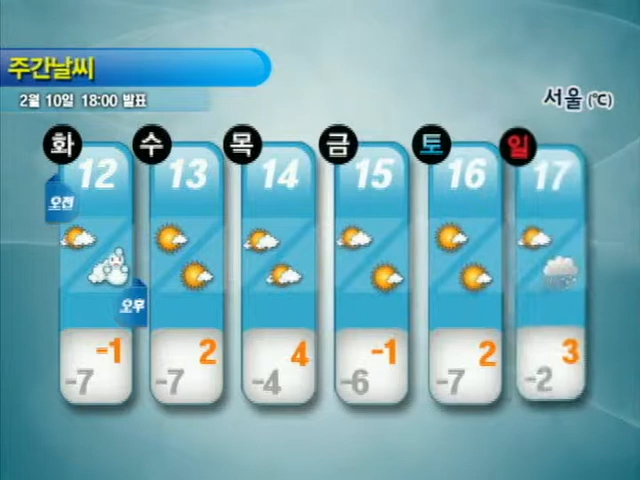 주간날씨
2월 10일 18:00 발표
서울 (℃)
화 수 목 금 토 일
12 13 14 15 16 17
오전
오후
-1 2 4 -1 2 3
-7 -7 -4 -6 -7 -2